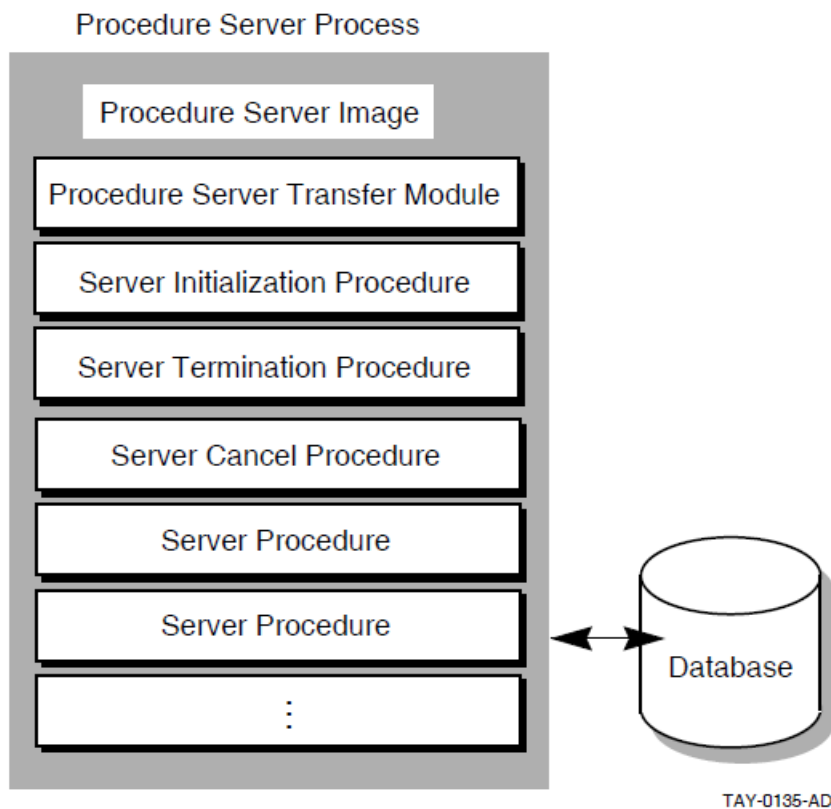 Procedure Server Process
Procedure Server Image
Procedure Server Transfer Module
Server Initialization Procedure
Server Termination Procedure
Server Cancel Procedure
Server Procedure
Server Procedure
⋮
Database
TAY-0135-AD